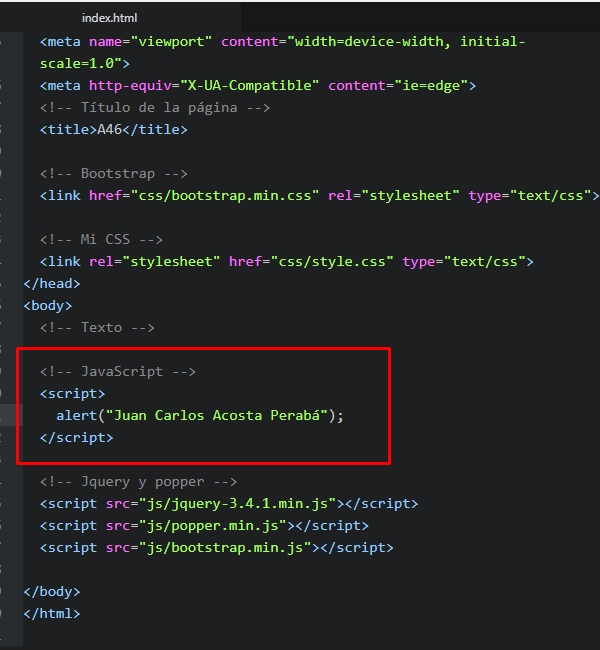 index.html
<meta name="viewport" content="width=device-width, initial-
scale=1.0">
<meta http-equiv="X-UA-Compatible" content="ie=edge">
<!-- Título de la página -->
<title>A46</title>
<!-- Bootstrap -->
<link href="css/bootstrap.min.css" rel="stylesheet" type="text/css">
<!-- Mi CSS -->
<link rel="stylesheet" href="css/style.css" type="text/css">
</head>
<body>
<!-- Texto -->
<!-- JavaScript -->
<script>
alert("Juan Carlos Acosta Perabá");
</script>
<!-- Jquery y popper -->
<script src="js/jquery-3.4.1.min.js"></script>
<script src="js/popper.min.js"></script>
<script src="js/bootstrap.min.js"></script>
</body>
</html>